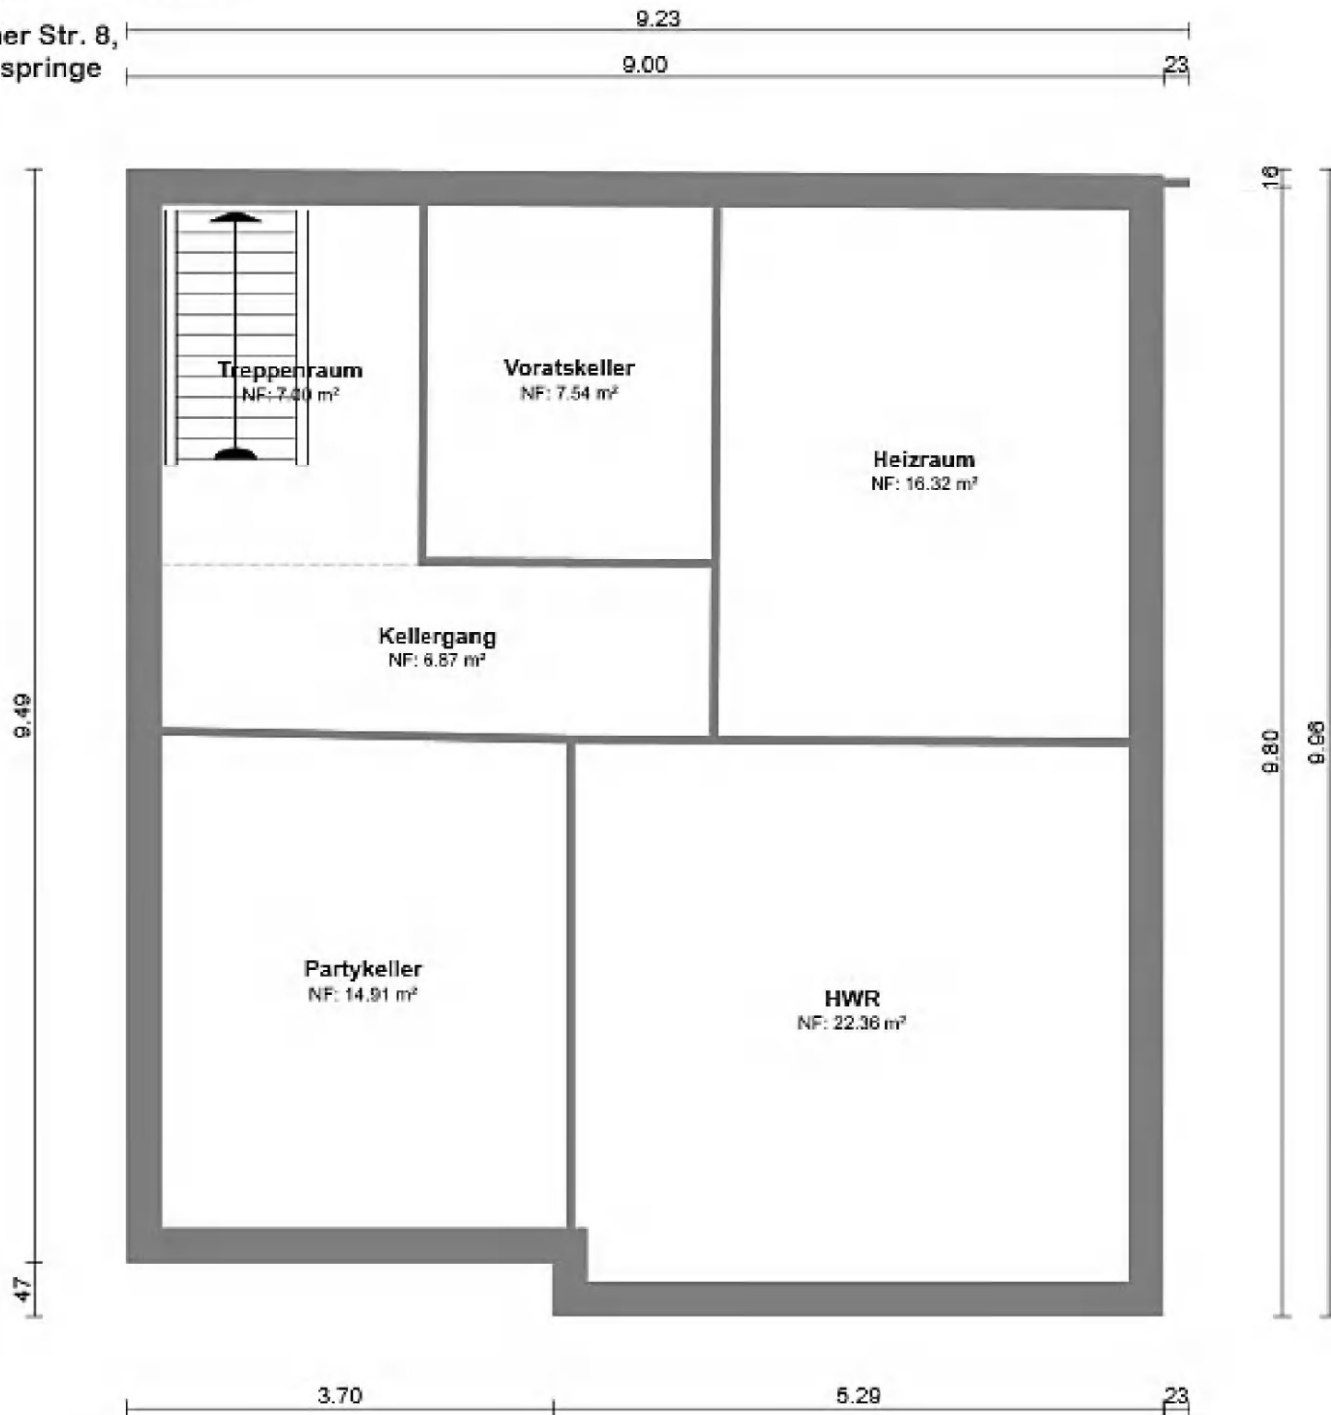 9.23
er Str. 8,
9.00 23
springe
16
Treppenraum
NF: 7.00 m²
Voratskeller
NF: 7.54 m²
Heizraum
NF: 16.32 m²
Kellergang
NF: 6.87 m²
9.49
9.80
9.96
Partykeller
NF: 14.91 m²
HWR
NF: 22.36 m²
47
3.70 5.29 23